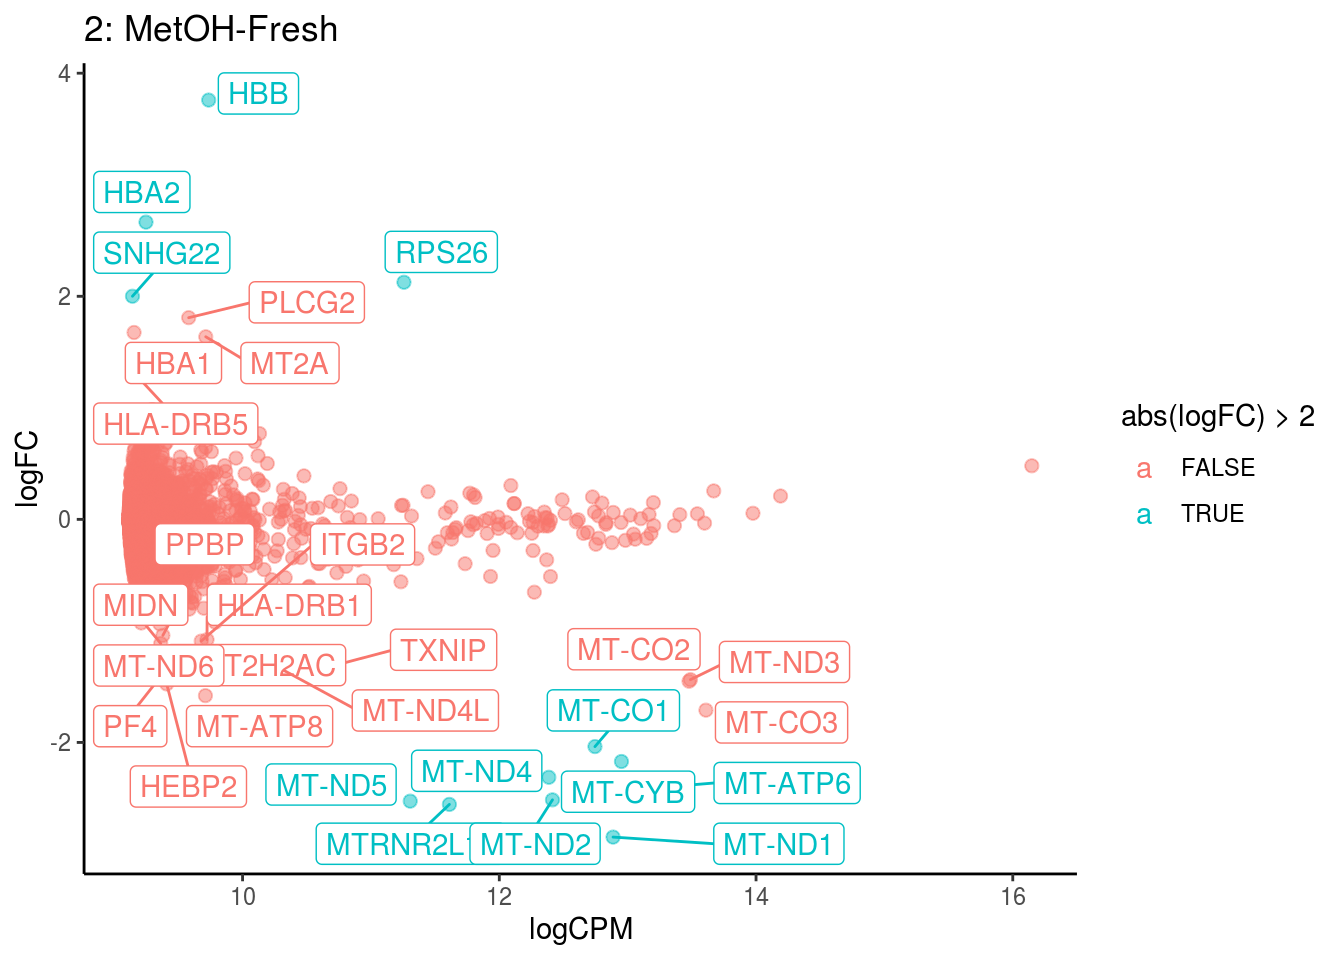 2: MetOH-Fresh
4
HBB
HBA2
SNHG22
RPS26
2
PLCG2
HBA1
MT2A
HLA-DRB5
abs(logFC) > 2
a FALSE
a TRUE
logFC
0
PPBP
ITGB2
MIDN
HLA-DRB1
MT-ND6
T2H2AC
TXNIP
MT-CO2
MT-ND3
PF4
MT-ATP8
MT-ND4L
MT-CO1
MT-CO3
-2
HEBP2
MT-ND5
MT-ND4
MT-CYB
MT-ATP6
MTRNR2L
MT-ND2
MT-ND1
10
12
14
16
logCPM